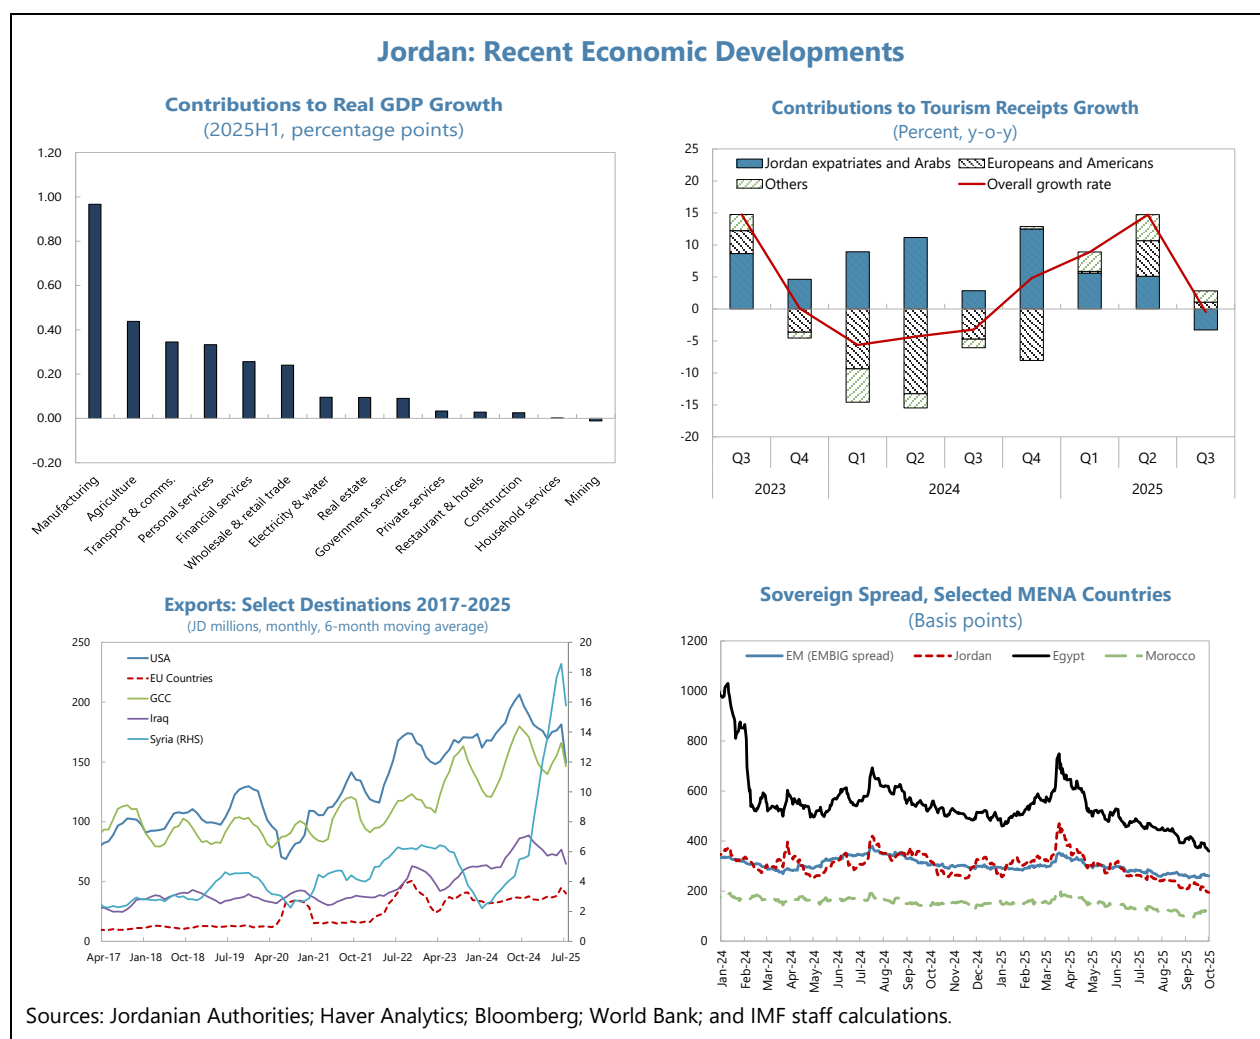 Jordan: Recent Economic Developments
Contributions to Real GDP Growth
(2025H1, percentage points)
1.20
1.00
0.80
0.60
0.40
0.20
0.00
-0.20
Manufacturing
Agriculture
Transport & comms.
Personal services
Financial services
Wholesale & retail trade
Electricity & water
Real estate
Government services
Private services
Restaurant & hotels
Construction
Household services
Mining
Contributions to Tourism Receipts Growth
(Percent, y-o-y)
25
20
15
10
5
0
-5
-10
-15
-20
Jordan expatriates and Arabs
Europeans and Americans
Others
Overall growth rate
Q3 Q4 Q1 Q2 Q3 Q4 Q1 Q2 Q3
2023 2024 2025
Exports: Select Destinations 2017-2025
(JD millions, monthly, 6-month moving average)
250
200
150
100
50
0
USA
EU Countries
GCC
Iraq
Syria (RHS)
20
18
16
14
12
10
8
6
4
2
0
Apr-17 Jan-18 Oct-18 Jul-19 Apr-20 Jan-21 Oct-21 Jul-22 Apr-23 Jan-24 Oct-24 Jul-25
Sovereign Spread, Selected MENA Countries
(Basis points)
1200
1000
800
600
400
200
0
EM (EMBIG spread) Jordan Egypt Morocco
Jan-24
Feb-24
Mar-24
Apr-24
May-24
Jun-24
Jul-24
Aug-24
Sep-24
Oct-24
Nov-24
Dec-24
Jan-25
Feb-25
Mar-25
Apr-25
May-25
Jun-25
Jul-25
Aug-25
Sep-25
Oct-25
Sources: Jordanian Authorities; Haver Analytics; Bloomberg; World Bank; and IMF staff calculations.